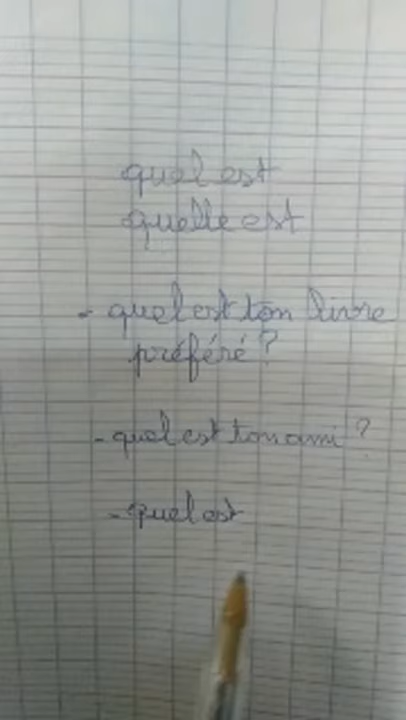 quel est
quelle est
- quel est ton livre
préféré ?
- quel est ton ami ?
- quel est